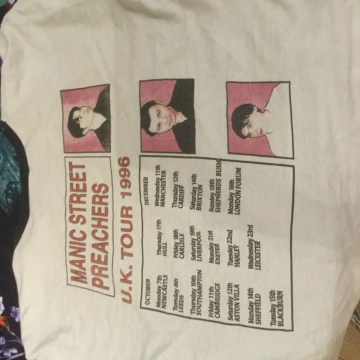 MANIC STREET
PREACHERS
U.K. TOUR 1996
OCTOBER
Monday 7th
NEWCASTLE
Tuesday 8th
LEEDS
Thursday 10th
SOUTHAMPTON
Friday 11th
CAMBRIDGE
Saturday 12th
ASTON VILLA
Monday 14th
SHEFFIELD
Tuesday 15th
BLACKBURN
Thursday 17th
HULL
Friday 18th
CARLISLE
Saturday 19th
LIVERPOOL
Monday 21st
EXETER
Tuesday 22nd
HANLEY
Wednesday 23rd
LEICESTER
DECEMBER
Wednesday 11th
MANCHESTER
Thursday 12th
CARDIFF
Saturday 14th
BRIXTON
Sunday 15th
SHEPHERDS BUSH
Monday 16th
LONDON FORUM